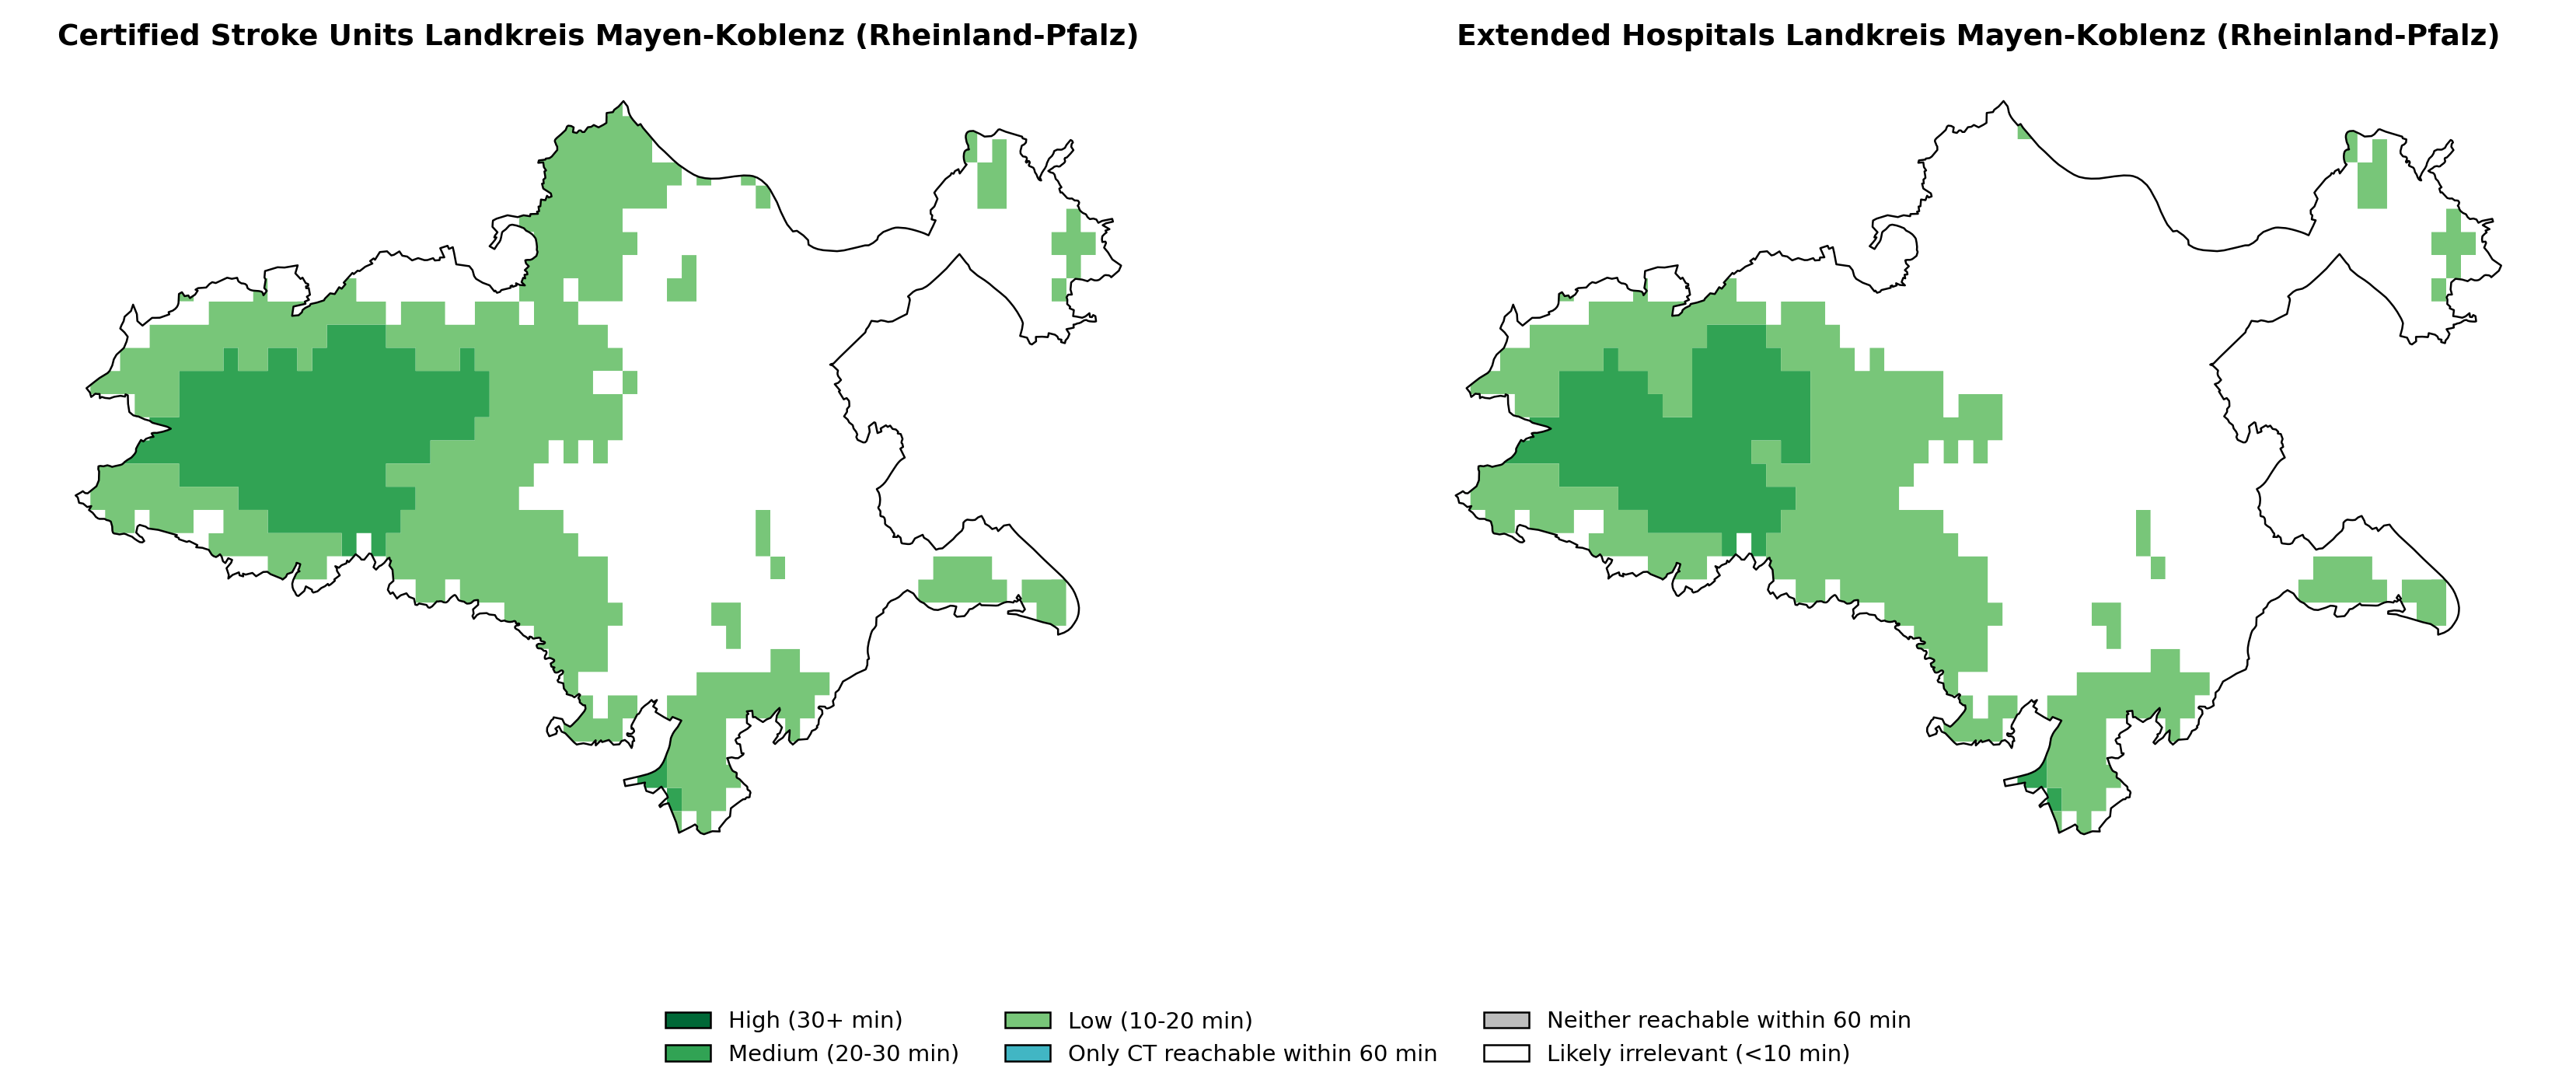 Certified Stroke Units Landkreis Mayen-Koblenz (Rheinland-Pfalz)
Extended Hospitals Landkreis Mayen-Koblenz (Rheinland-Pfalz)
High (30+ min)
Medium (20-30 min)
Low (10-20 min)
Only CT reachable within 60 min
Neither reachable within 60 min
Likely irrelevant (<10 min)